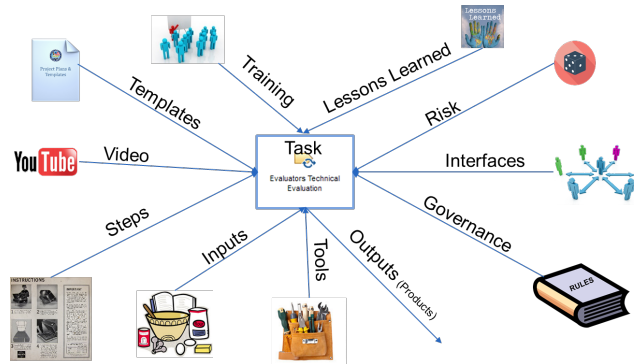 Lessons Learned
Project Plans &
Templates
Training
Lessons Learned
Templates
Risk
YouTube
Video
Task
Evaluators Technical
Evaluation
Interfaces
Steps
Inputs
Tools
Outputs (Products)
Governance
INSTRUCTIONS
RULES